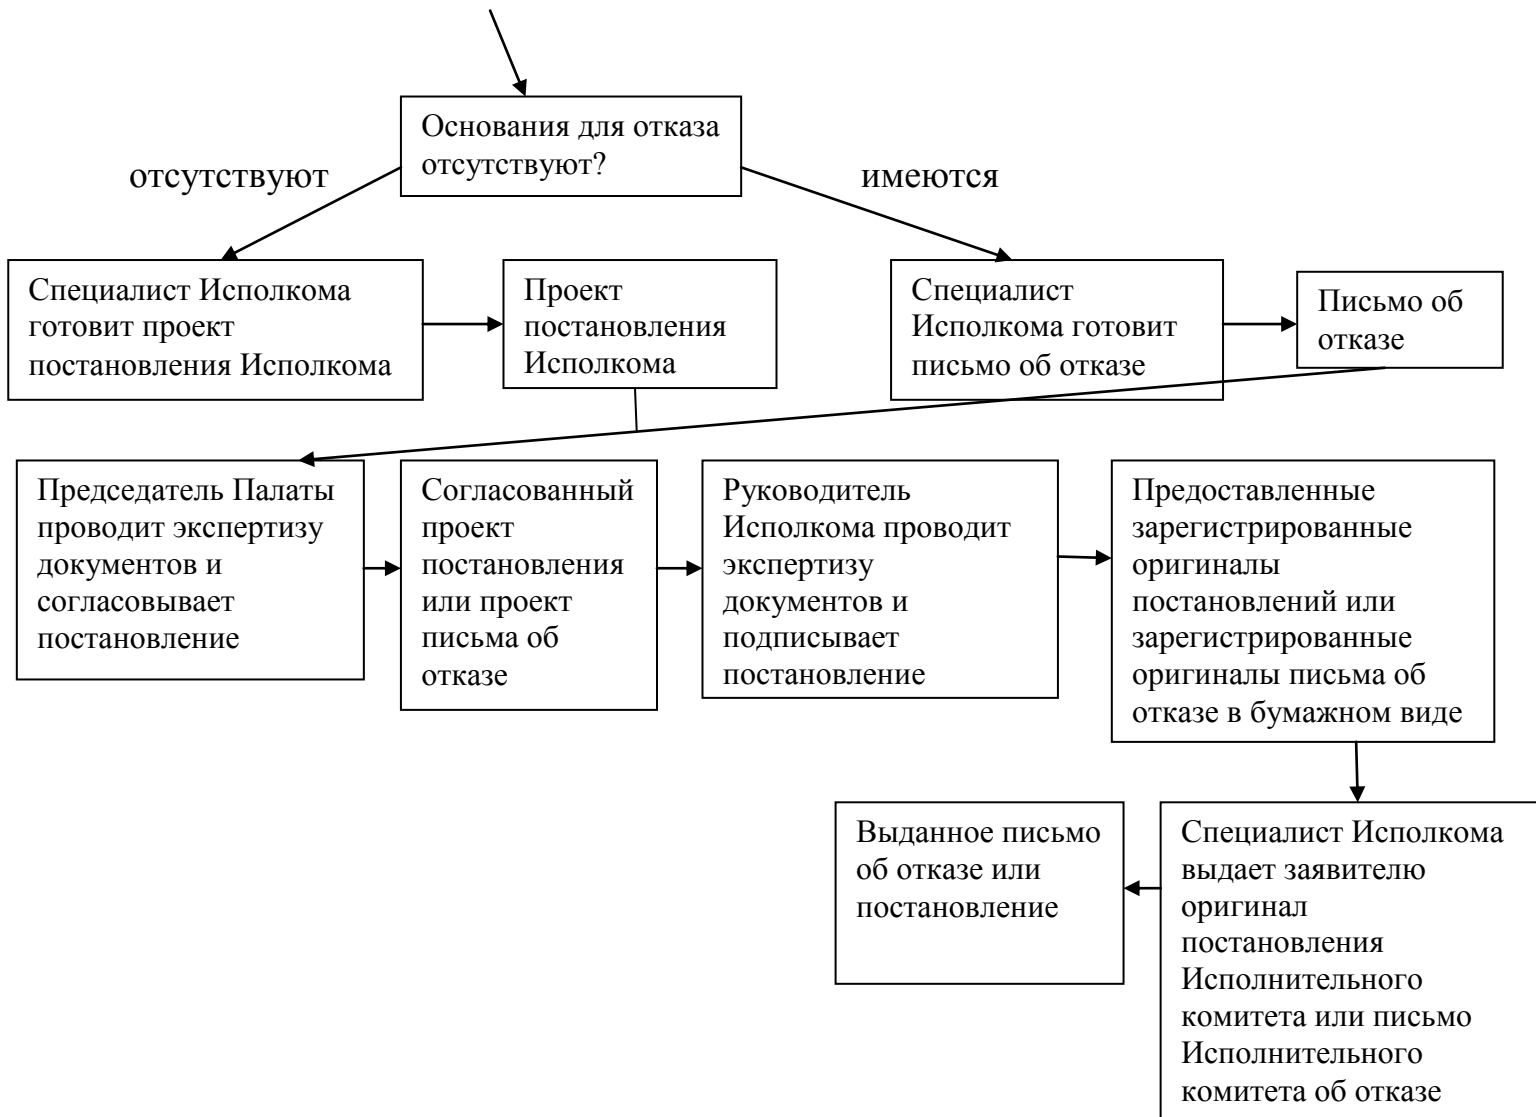 Основания для отказа
отсутствуют?
отсутствуют
имеются
Специалист Исполкома
готовит проект
постановления Исполкома
Проект
постановления
Исполкома
Специалист
Исполкома готовит
письмо об отказе
Письмо об
отказе
Председатель Палаты
проводит экспертизу
документов и
согласовывает
постановление
Согласованный
проект
постановления
или проект
письма об
отказе
Руководитель
Исполкома проводит
экспертизу
документов и
подписывает
постановление
Предоставленные
зарегистрированные
оригиналы
постановлений или
зарегистрированные
оригиналы письма об
отказе в бумажном виде
Выданное письмо
об отказе или
постановление
Специалист Исполкома
выдает заявителю
оригинал
постановления
Исполнительного
комитета или письмо
Исполнительного
комитета об отказе